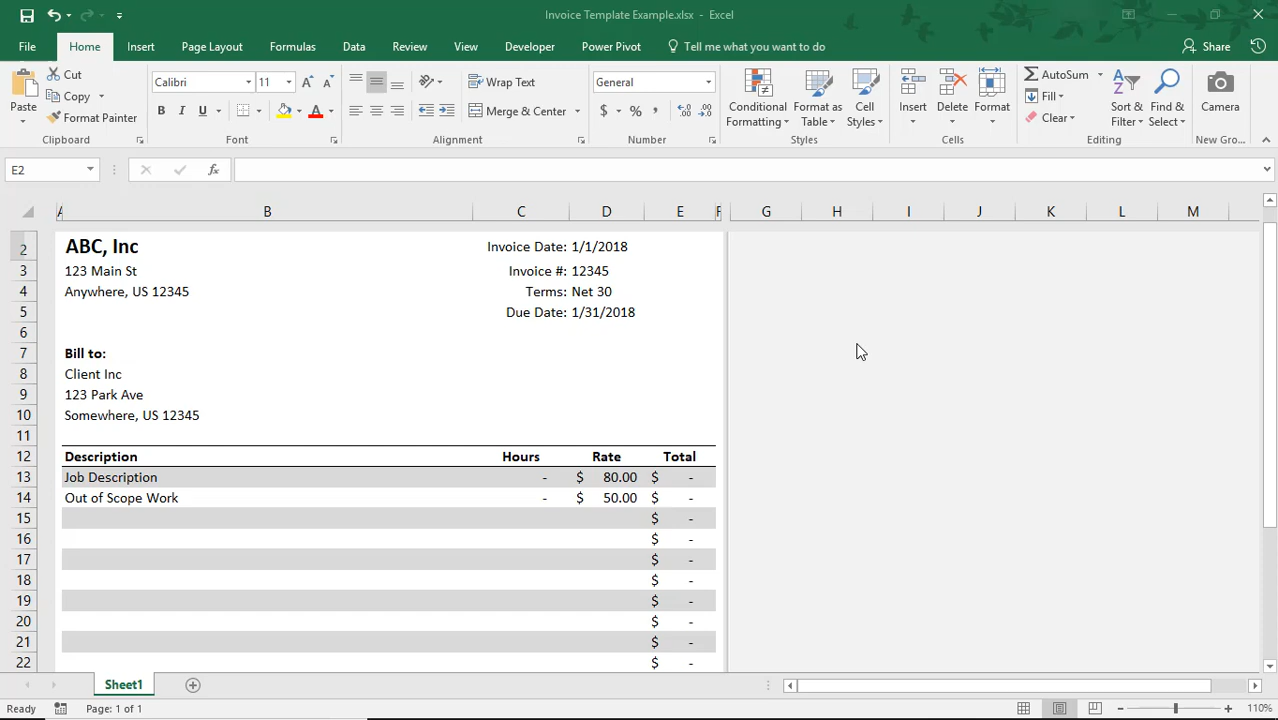 Invoice Template Example.xlsx - Excel
File Home Insert Page Layout Formulas Data Review View Developer Power Pivot Tell me what you want to do Share
Paste
Cut
Copy
Format Painter
Clipboard
Calibri 11
B I U
A
Font
Wrap Text
Merge & Center
Alignment
General
$ % ,
Number
Conditional Formatting
Format as Table
Cell Styles
Styles
Insert Delete Format
Cells
AutoSum
Fill
Clear
Sort & Filter
Find & Select
Editing
Camera
New Gro...
E2 fx
A B C D E F G H I J K L M
2 ABC, Inc Invoice Date: 1/1/2018
3 123 Main St Invoice #: 12345
4 Anywhere, US 12345 Terms: Net 30
5 Due Date: 1/31/2018
6
7 Bill to:
8 Client Inc
9 123 Park Ave
10 Somewhere, US 12345
11
12 Description Hours Rate Total
13 Job Description - $ 80.00 $ -
14 Out of Scope Work - $ 50.00 $ -
15 $ -
16 $ -
17 $ -
18 $ -
19 $ -
20 $ -
21 $ -
22 $ -
Sheet1
Ready Page: 1 of 1 110%